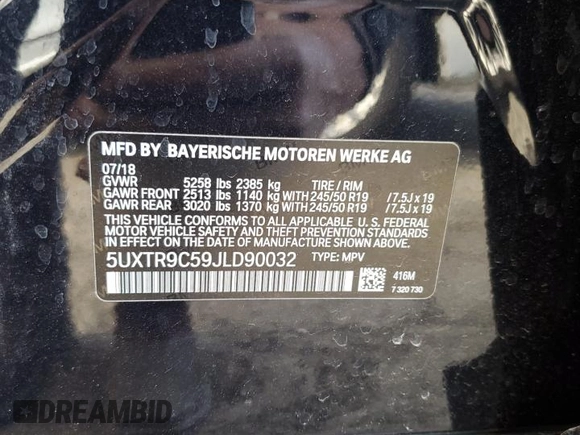 MFD BY BAYERISCHE MOTOREN WERKE AG
07/18
GVWR 5258 lbs 2385 kg TIRE / RIM
GAWR FRONT 2513 lbs 1140 kg WITH 245/50 R19 / 7.5J x 19
GAWR REAR 3020 lbs 1370 kg WITH 245/50 R19 / 7.5J x 19
THIS VEHICLE CONFORMS TO ALL APPLICABLE U. S. FEDERAL
MOTOR VEHICLE SAFETY AND THEFT PREVENTION STANDARDS
IN EFFECT ON THE DATE OF MANUFACTURE SHOWN ABOVE.
5UXTR9C59JLD90032 TYPE: MPV
416M
7 320 730
DREAMBID